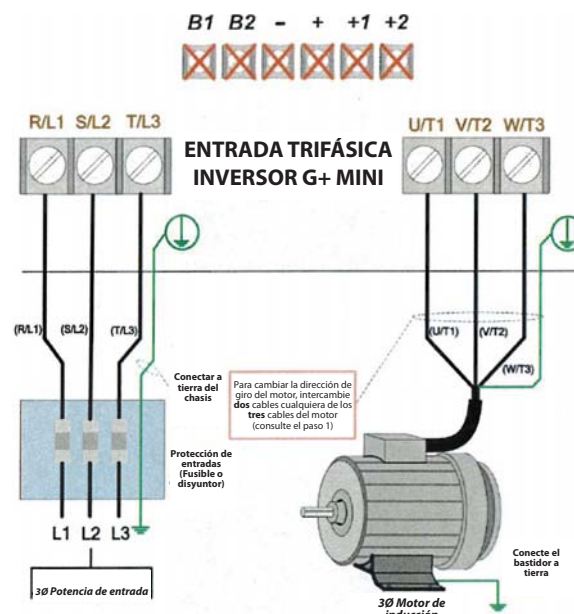 B1 B2 - + +1 +2
R/L1 S/L2 T/L3
U/T1 V/T2 W/T3
ENTRADA TRIFÁSICA
INVERSOR G+ MINI
(R/L1) (S/L2) (T/L3)
(U/T1) (V/T2)
(W/T3)
Conectar a
tierra del
chasis
Para cambiar la dirección de
giro del motor, intercambie
dos cables cualquiera de los
tres cables del motor
(consulte el paso 1)
Protección de
entradas
(Fusible o
disyuntor)
L1 L2 L3
3Ø Potencia de entrada
Conecte el
bastidor a
tierra
3Ø Motor de
inducción